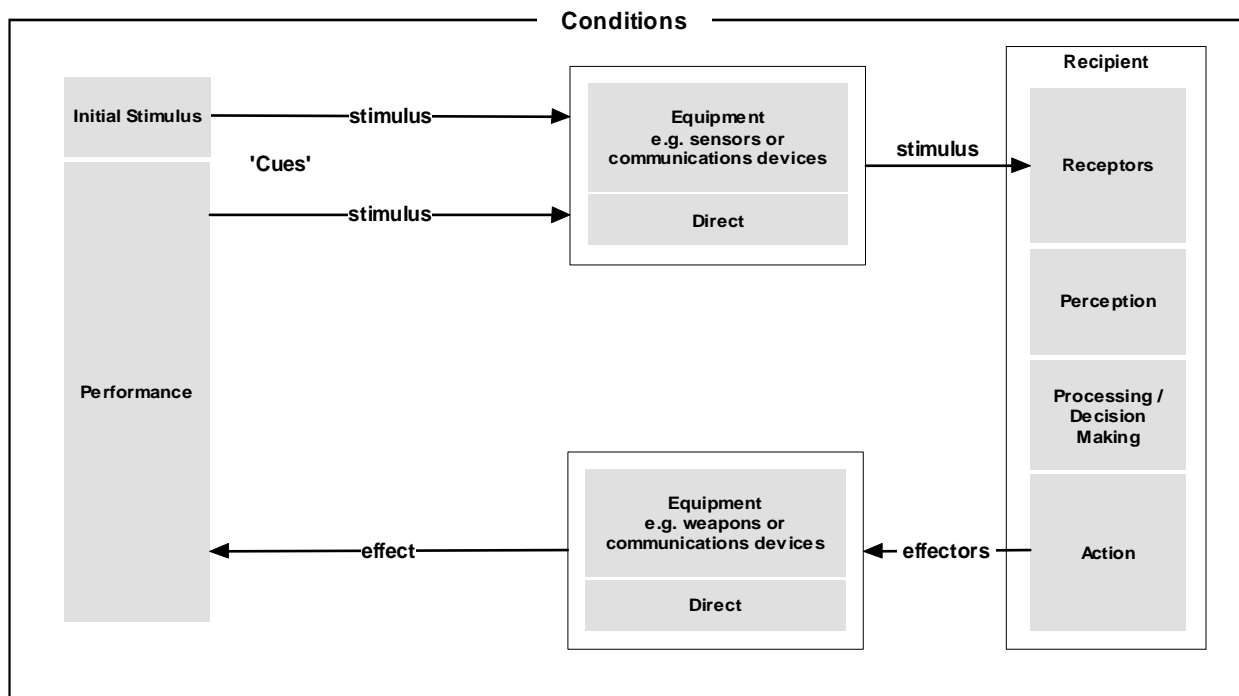 Conditions
Initial Stimulus
stimulus
'Cues'
stimulus
Performance
Equipment
e.g. sensors or
communications devices
Direct
stimulus
Recipient
Receptors
Perception
Processing /
Decision
Making
Action
effectors
Equipment
e.g. weapons or
communications devices
Direct
effect